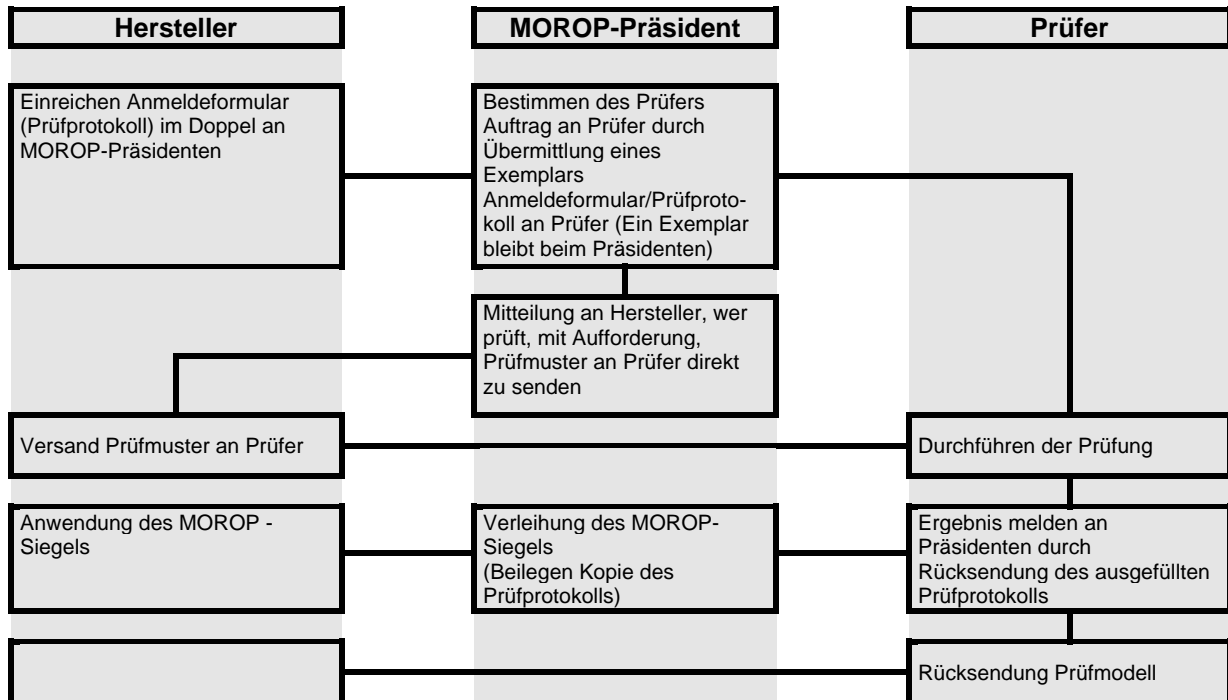 Hersteller
MOROP-Präsident
Prüfer
Einreichen Anmeldeformular
(Prüfprotokoll) im Doppel an
MOROP-Präsidenten
Bestimmen des Prüfers
Auftrag an Prüfer durch
Übermittlung eines
Exemplars
Anmeldeformular/Prüfproto-
koll an Prüfer (Ein Exemplar
bleibt beim Präsidenten)
Mitteilung an Hersteller, wer
prüft, mit Aufforderung,
Prüfmuster an Prüfer direkt
zu senden
Versand Prüfmuster an Prüfer
Durchführen der Prüfung
Anwendung des MOROP -
Siegels
Verleihung des MOROP-
Siegels
(Beilegen Kopie des
Prüfprotokolls)
Ergebnis melden an
Präsidenten durch
Rücksendung des ausgefüllten
Prüfprotokolls
Rücksendung Prüfmodell